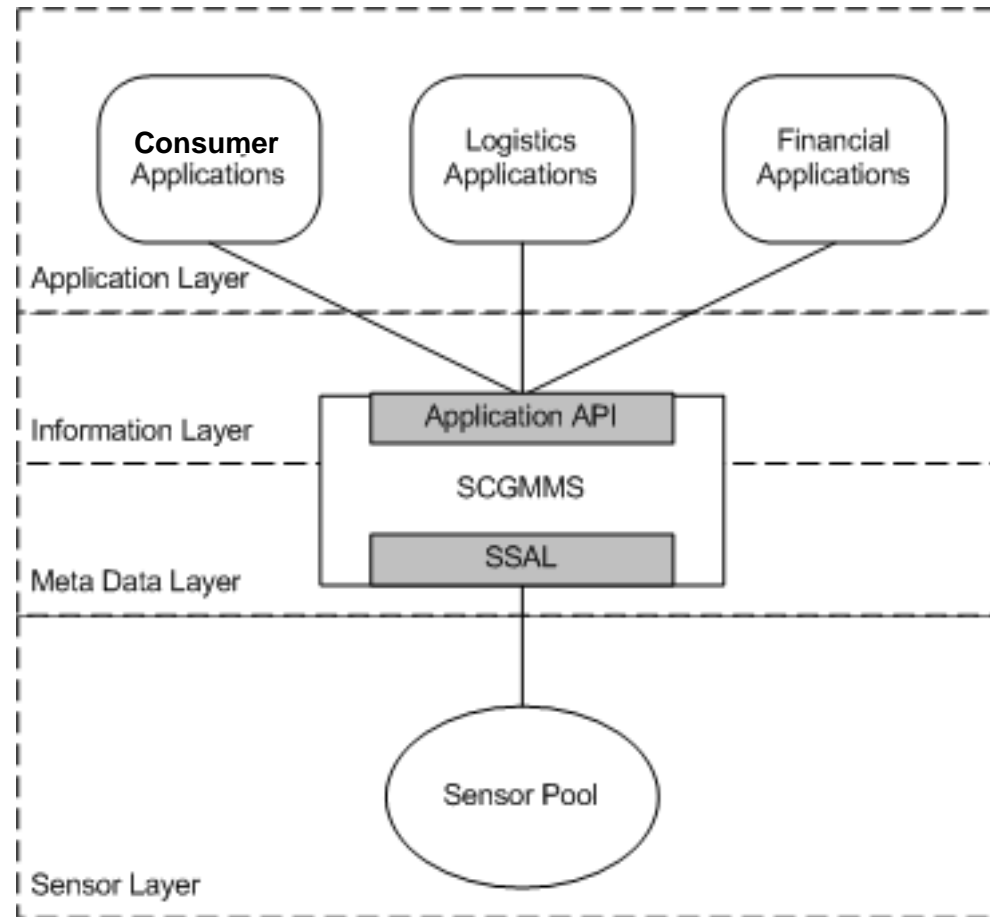 Consumer
Applications
Logistics
Applications
Financial
Applications
Application Layer
Application API
Information Layer
SCGMMS
SSAL
Meta Data Layer
Sensor Pool
Sensor Layer